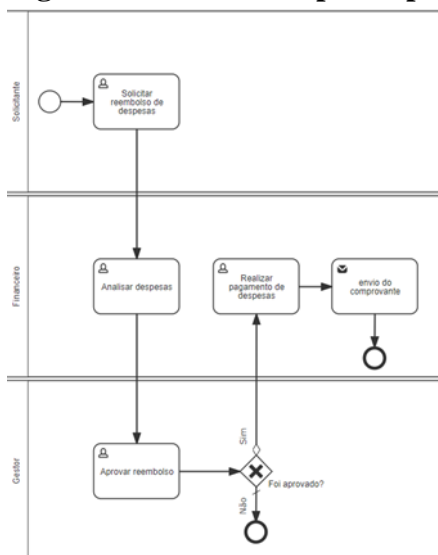 Solicitante
Solicitar
reembolso de
despesas
Financeiro
Analisar despesas
Realizar
pagamento de
despesas
envio do
comprovante
Gestor
Aprovar reembolso
Sim
Foi aprovado?
Não